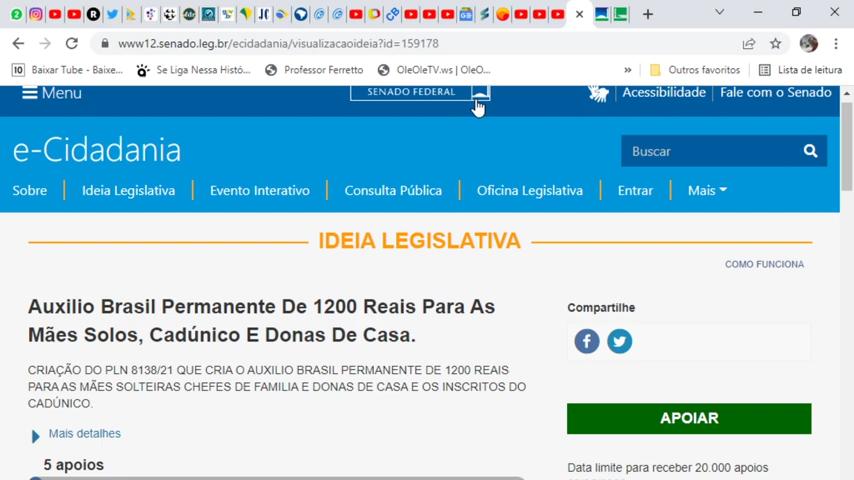 www12.senado.leg.br/ecidadania/visualizacaoideia?id=159178
Baixar Tube - Baixe...
Se Liga Nessa Histó...
Professor Ferretto
OleOleTV.ws | OleO...
»
Outros favoritos
Lista de leitura
Menu
SENADO FEDERAL
Acessibilidade
Fale com o Senado
e-Cidadania
Buscar
Sobre
Ideia Legislativa
Evento Interativo
Consulta Pública
Oficina Legislativa
Entrar
Mais
IDEIA LEGISLATIVA
COMO FUNCIONA
Auxilio Brasil Permanente De 1200 Reais Para As
Mães Solos, Cadúnico E Donas De Casa.
CRIAÇÃO DO PLN 8138/21 QUE CRIA O AUXILIO BRASIL PERMANENTE DE 1200 REAIS
PARA AS MÃES SOLTEIRAS CHEFES DE FAMILIA E DONAS DE CASA E OS INSCRITOS DO
CADÚNICO.
Mais detalhes
5 apoios
Compartilhe
APOIAR
Data limite para receber 20.000 apoios